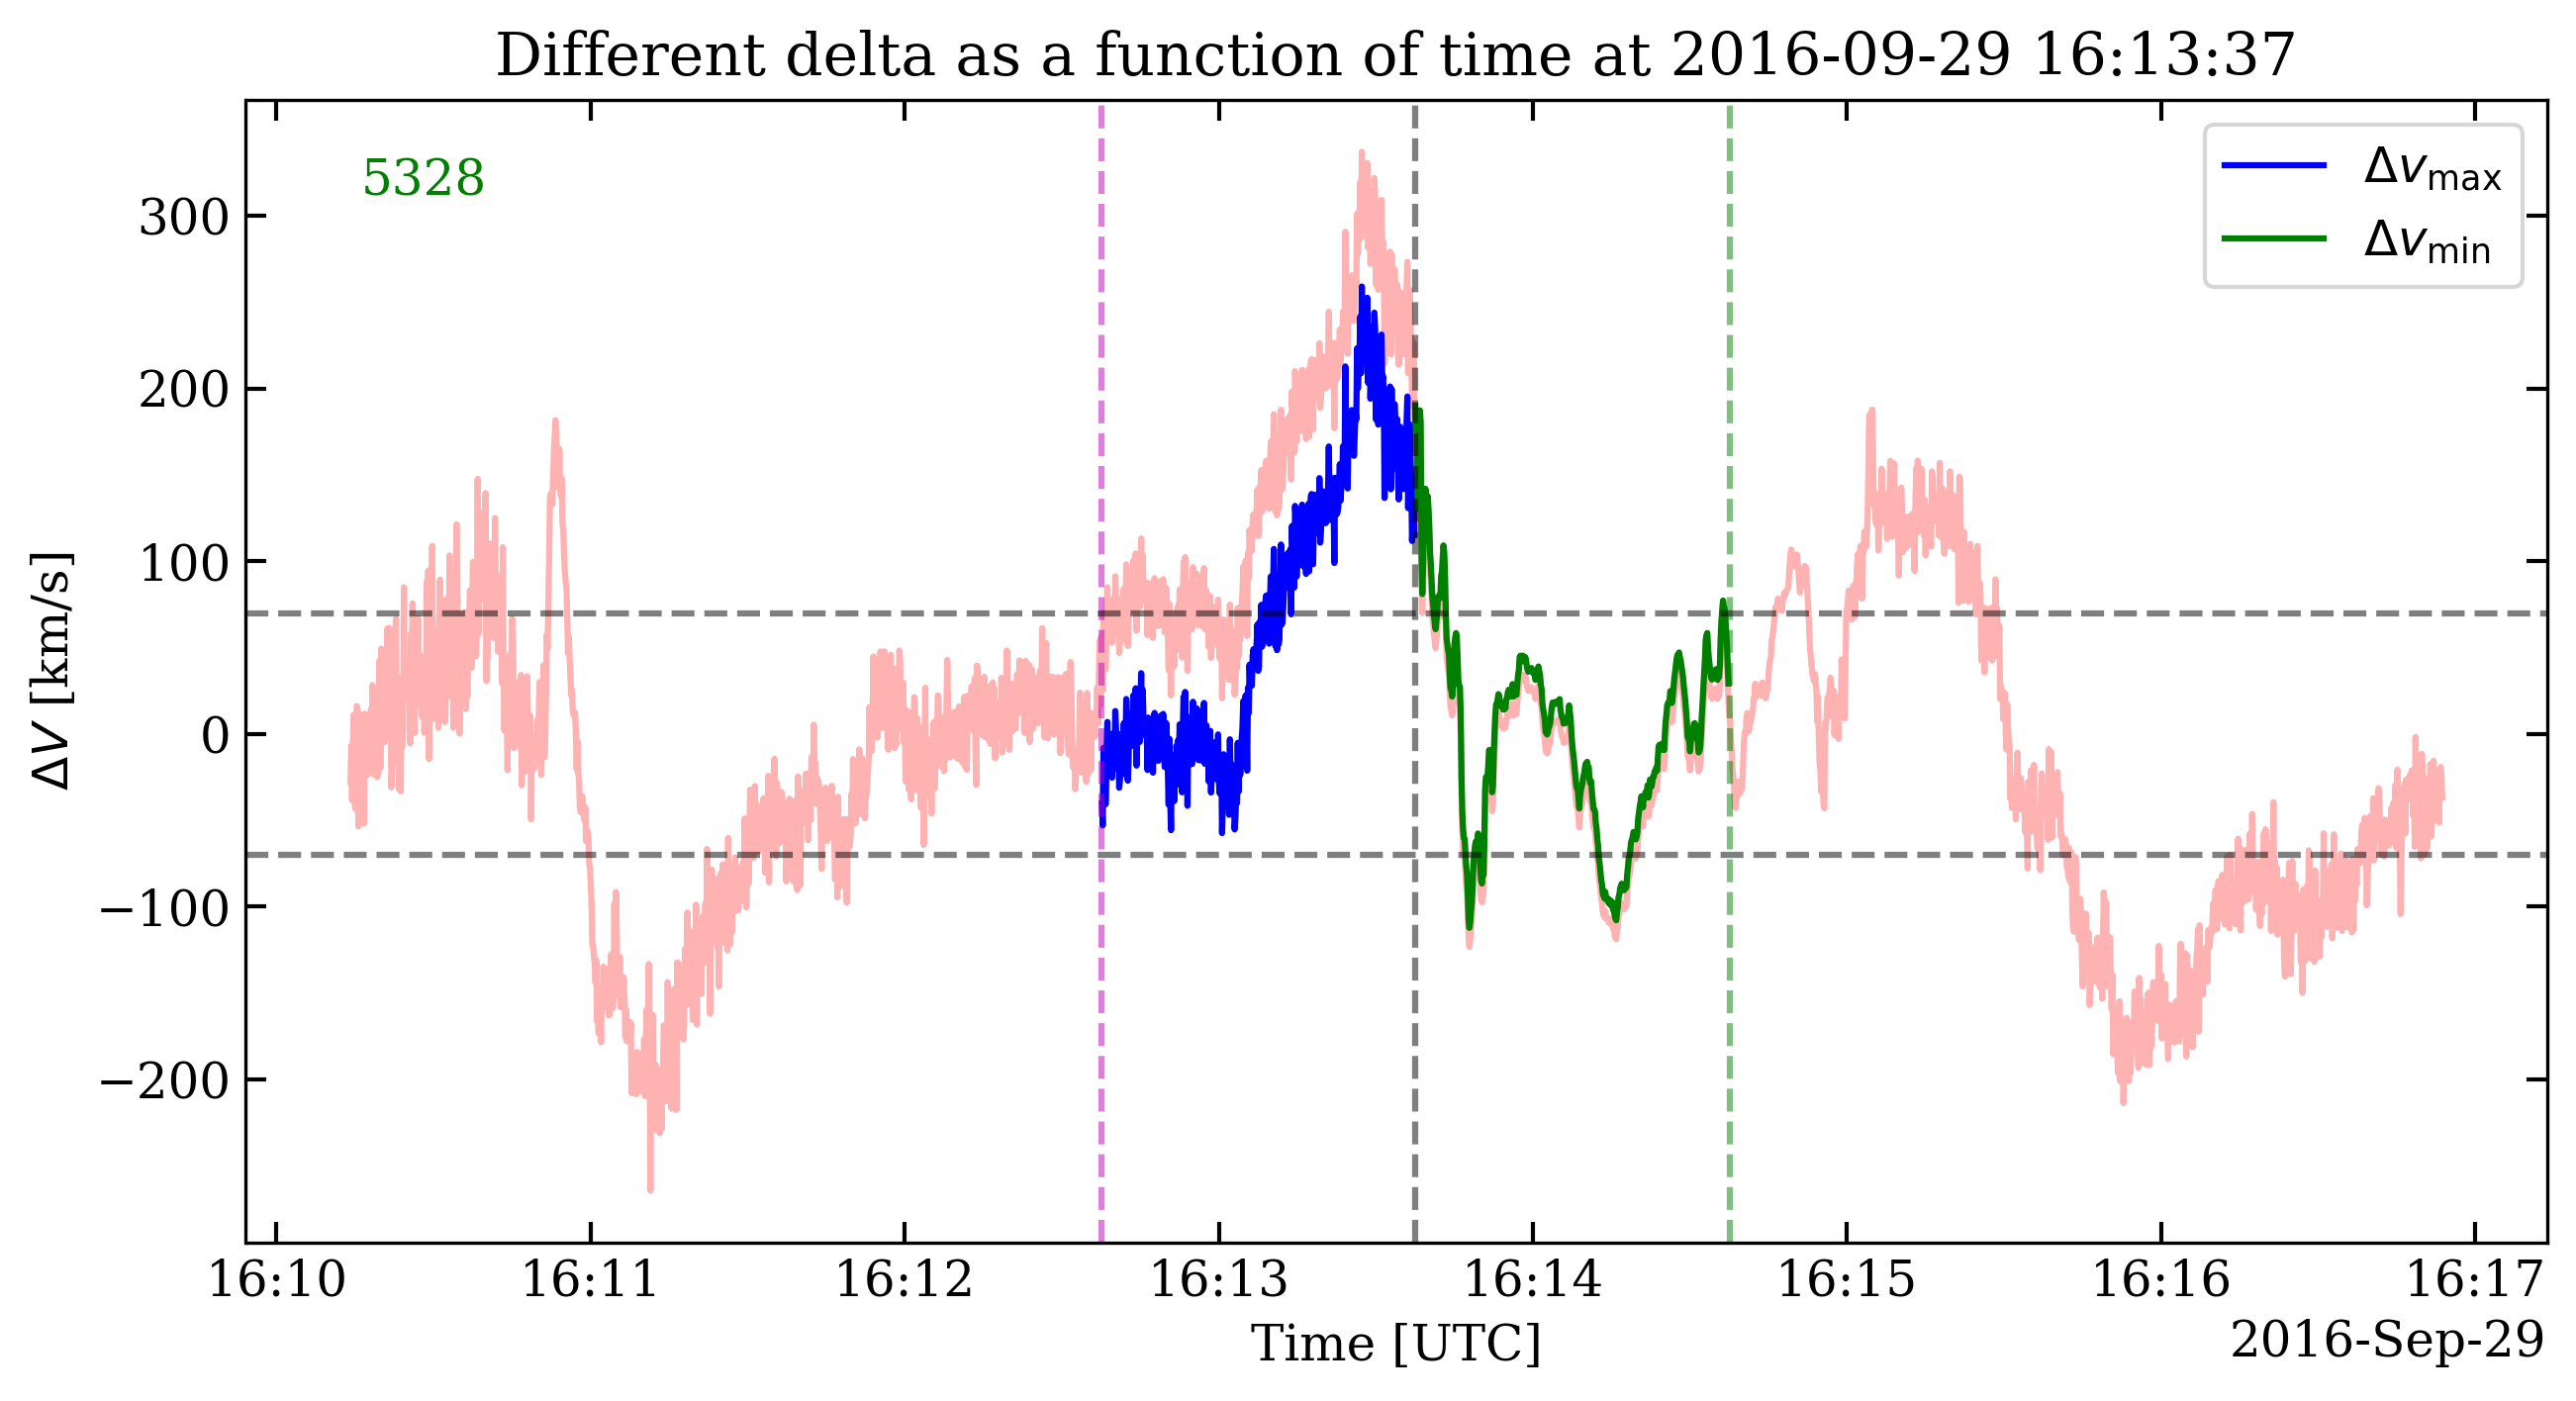 Different delta as a function of time at 2016-09-29 16:13:37
5328
Δv_max
Δv_min
300
200
100
0
−100
−200
ΔV [km/s]
16:10 16:11 16:12 16:13 16:14 16:15 16:16 16:17
Time [UTC]
2016-Sep-29